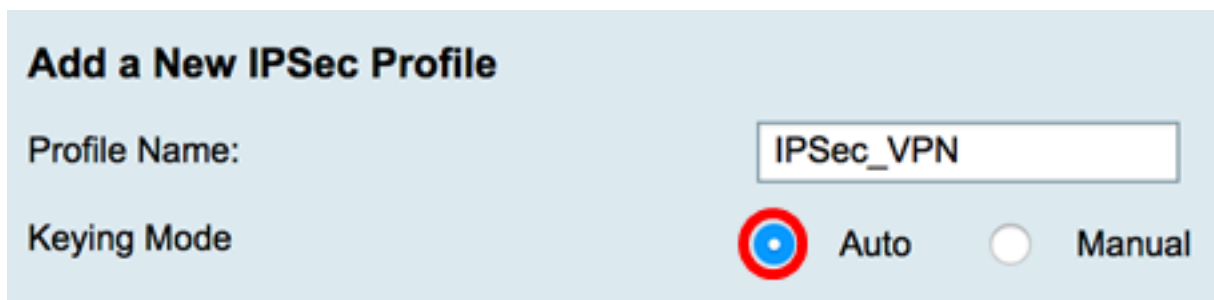 Add a New IPSec Profile
Profile Name: IPSec_VPN
Keying Mode Auto Manual